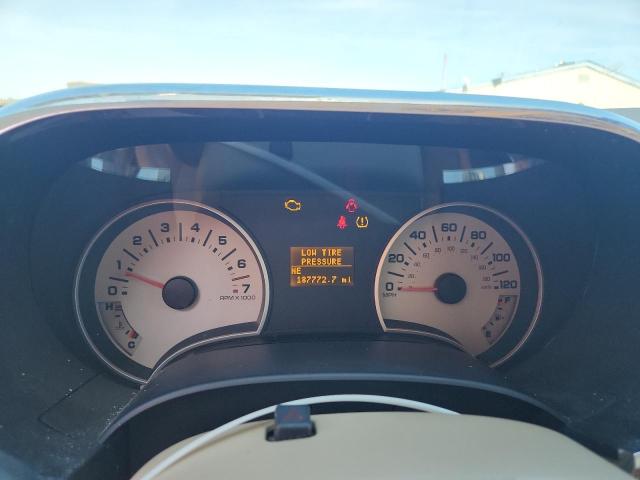 0 1 2 3 4 5 6 7
RPM X 1000
H
C
LOW TIRE
PRESSURE
NE
187772.7 mi
0 20 40 60 80 100 120
MPH
F